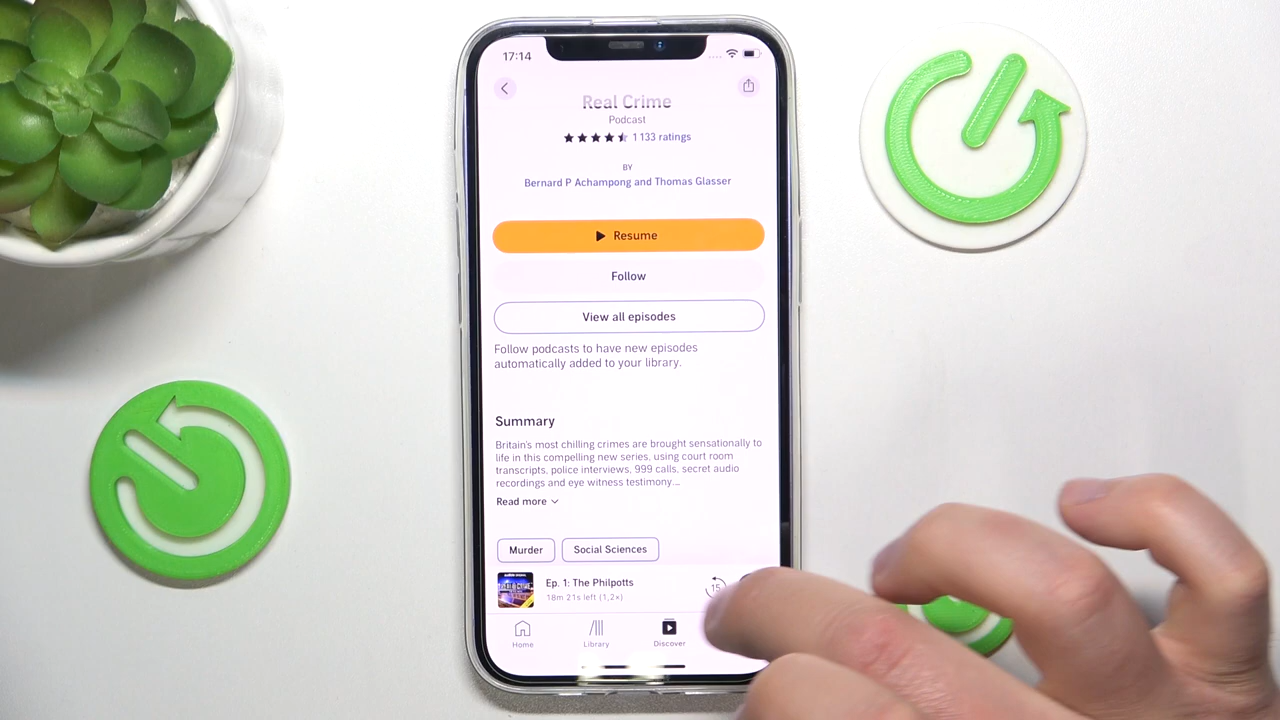 17:14
Real Crime
Podcast
1 133 ratings
BY
Bernard P Achampong and Thomas Glasser
Resume
Follow
View all episodes
Follow podcasts to have new episodes
automatically added to your library.
Summary
Britain's most chilling crimes are brought sensationally to
life in this compelling new series, using court room
transcripts, police interviews, 999 calls, secret audio
recordings and eye witness testimony...
Read more
Murder
Social Sciences
Ep. 1: The Philpotts
18m 21s left (1,2×)
15
Home
Library
Discover